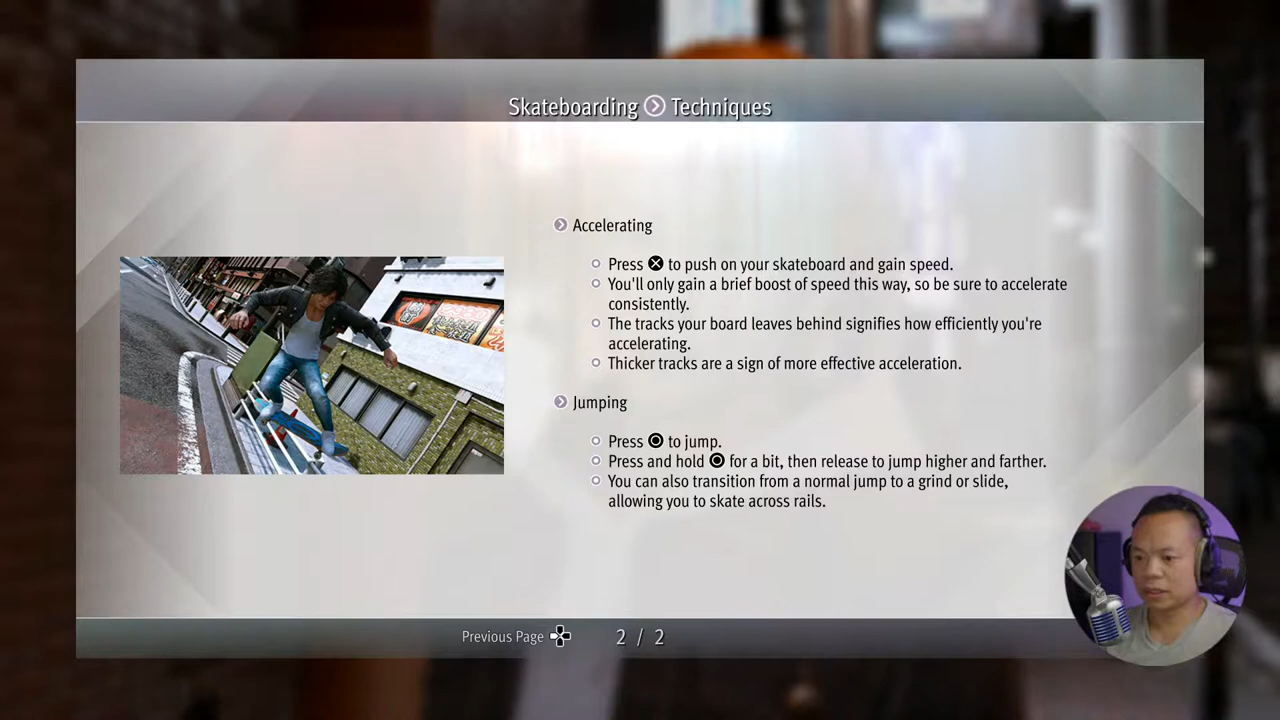 Skateboarding Techniques
Accelerating
Press ⊗ to push on your skateboard and gain speed.
You'll only gain a brief boost of speed this way, so be sure to accelerate
consistently.
The tracks your board leaves behind signifies how efficiently you're
accelerating.
Thicker tracks are a sign of more effective acceleration.
Jumping
Press ⊙ to jump.
Press and hold ⊙ for a bit, then release to jump higher and farther.
You can also transition from a normal jump to a grind or slide,
allowing you to skate across rails.
Previous Page 2 / 2